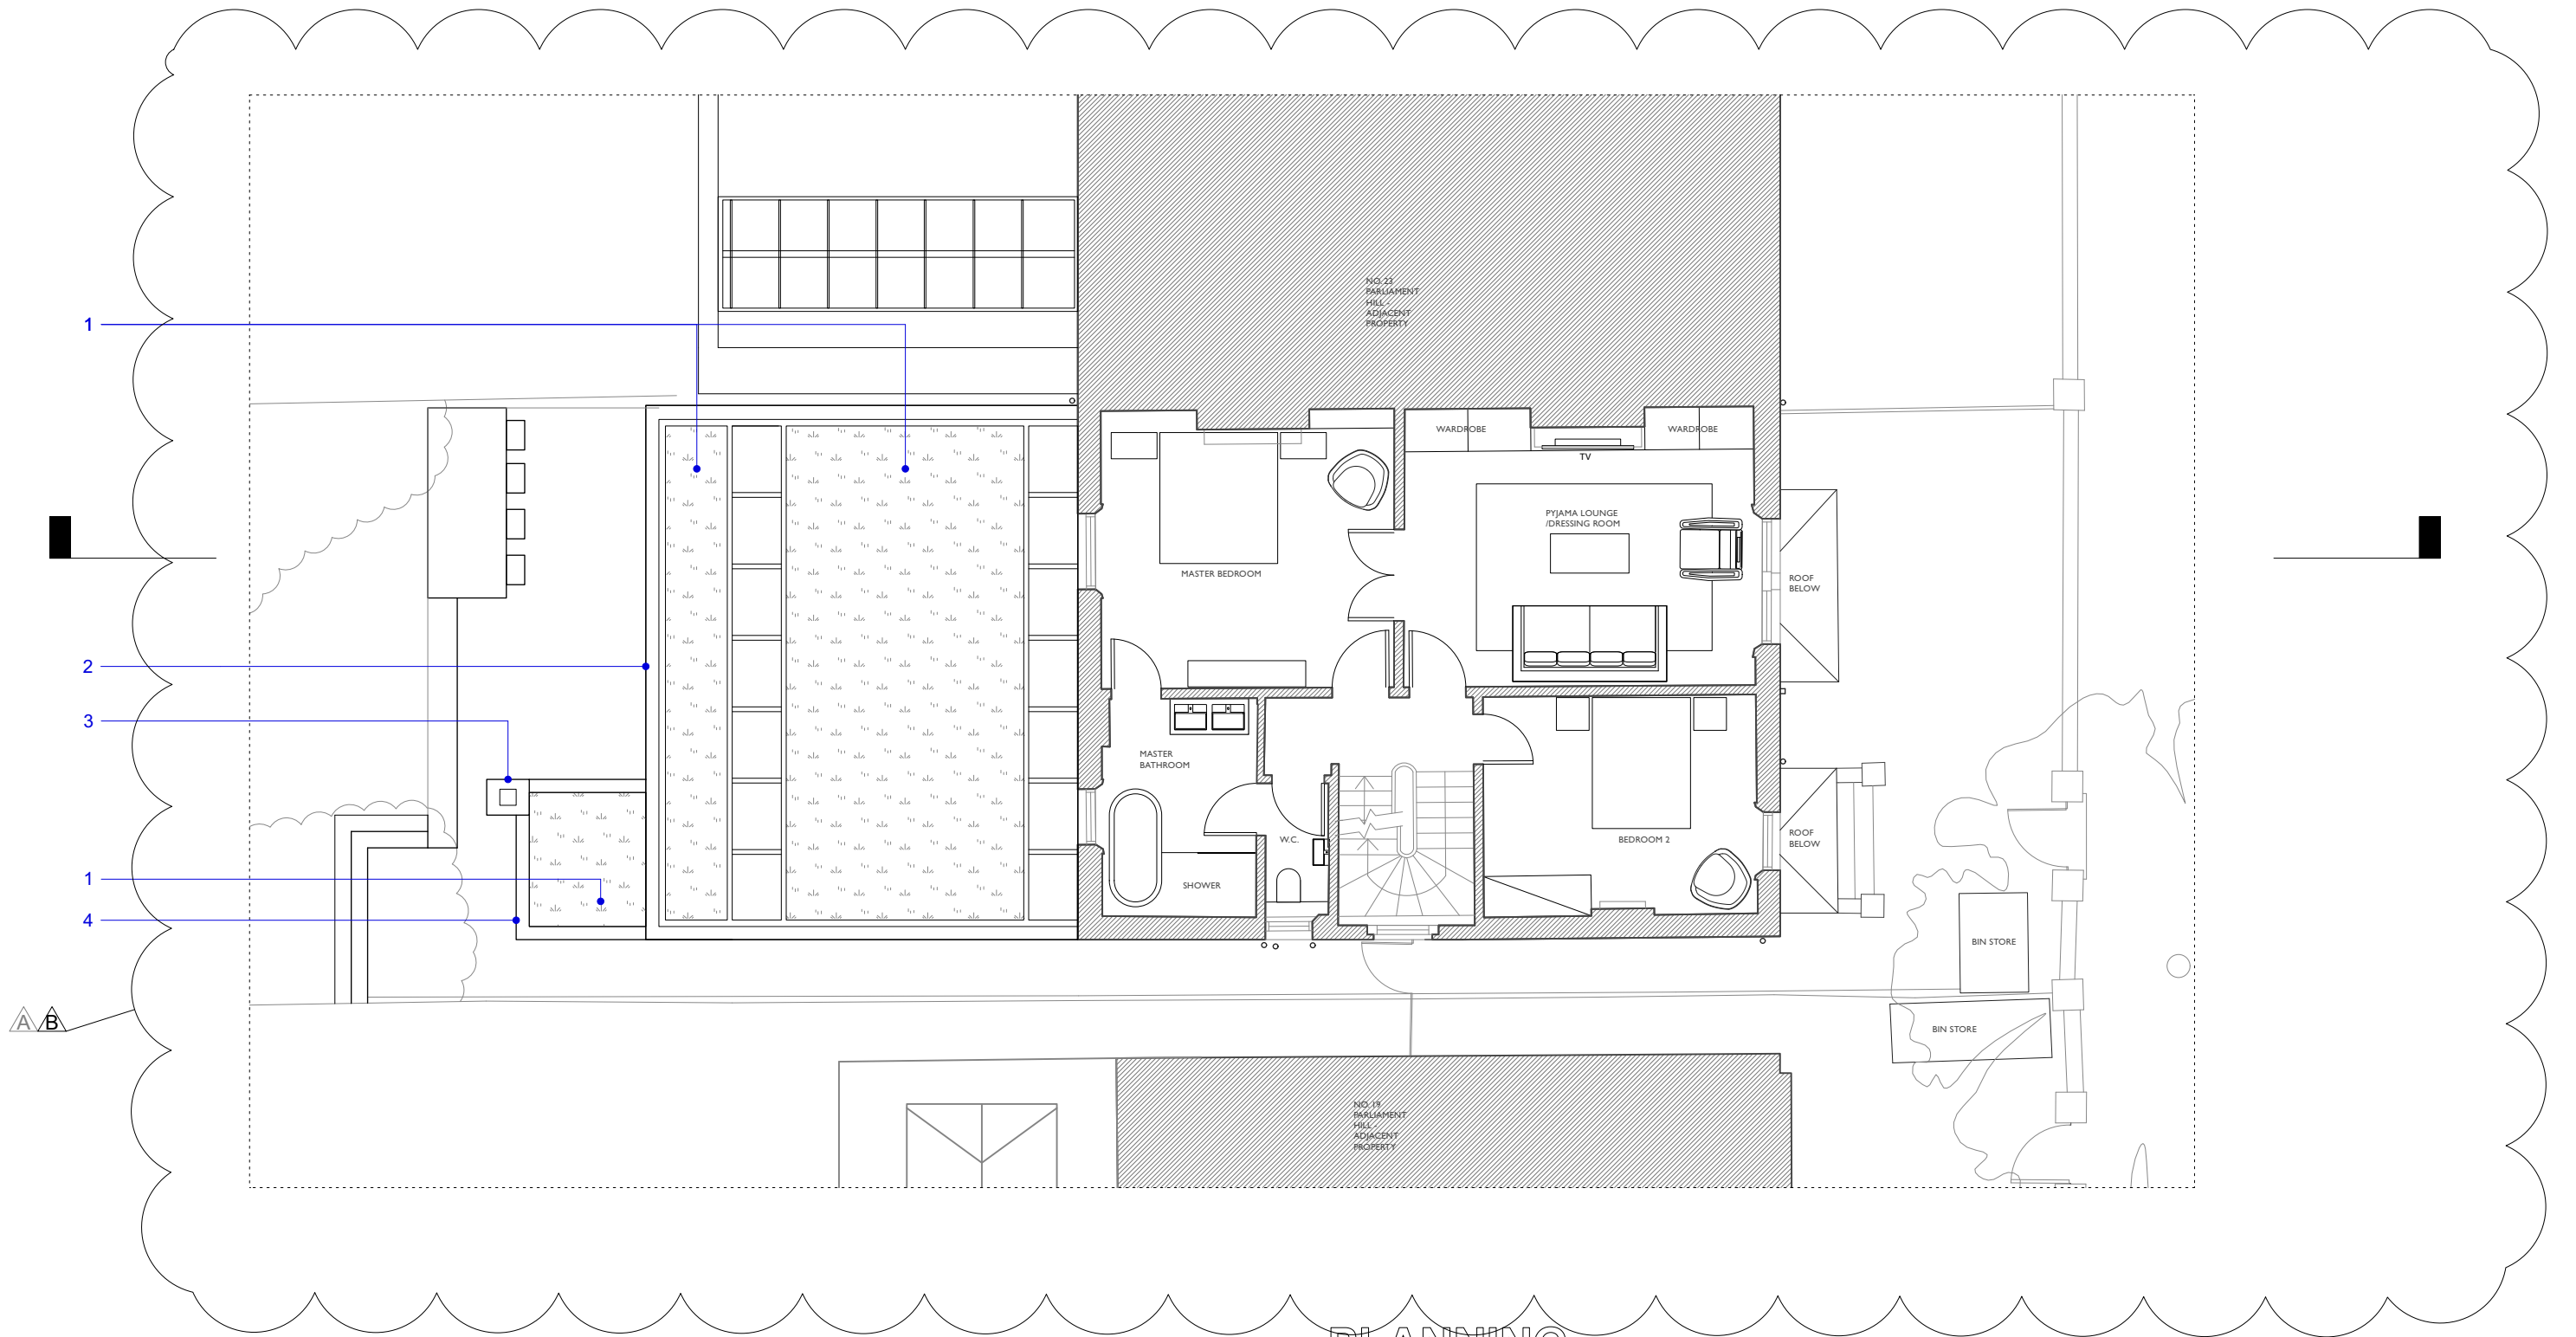 NO. 23
PARLIAMENT
HILL -
ADJACENT
PROPERTY
1
WARDROBE
WARDROBE
TV
PYJAMA LOUNGE
/DRESSING ROOM
MASTER BEDROOM
ROOF
BELOW
2
3
MASTER
BATHROOM
W.C.
BEDROOM 2
ROOF
BELOW
1
SHOWER
4
BIN STORE
A
B
BIN STORE
NO. 19
PARLIAMENT
HILL -
ADJACENT
PROPERTY
PLANNING